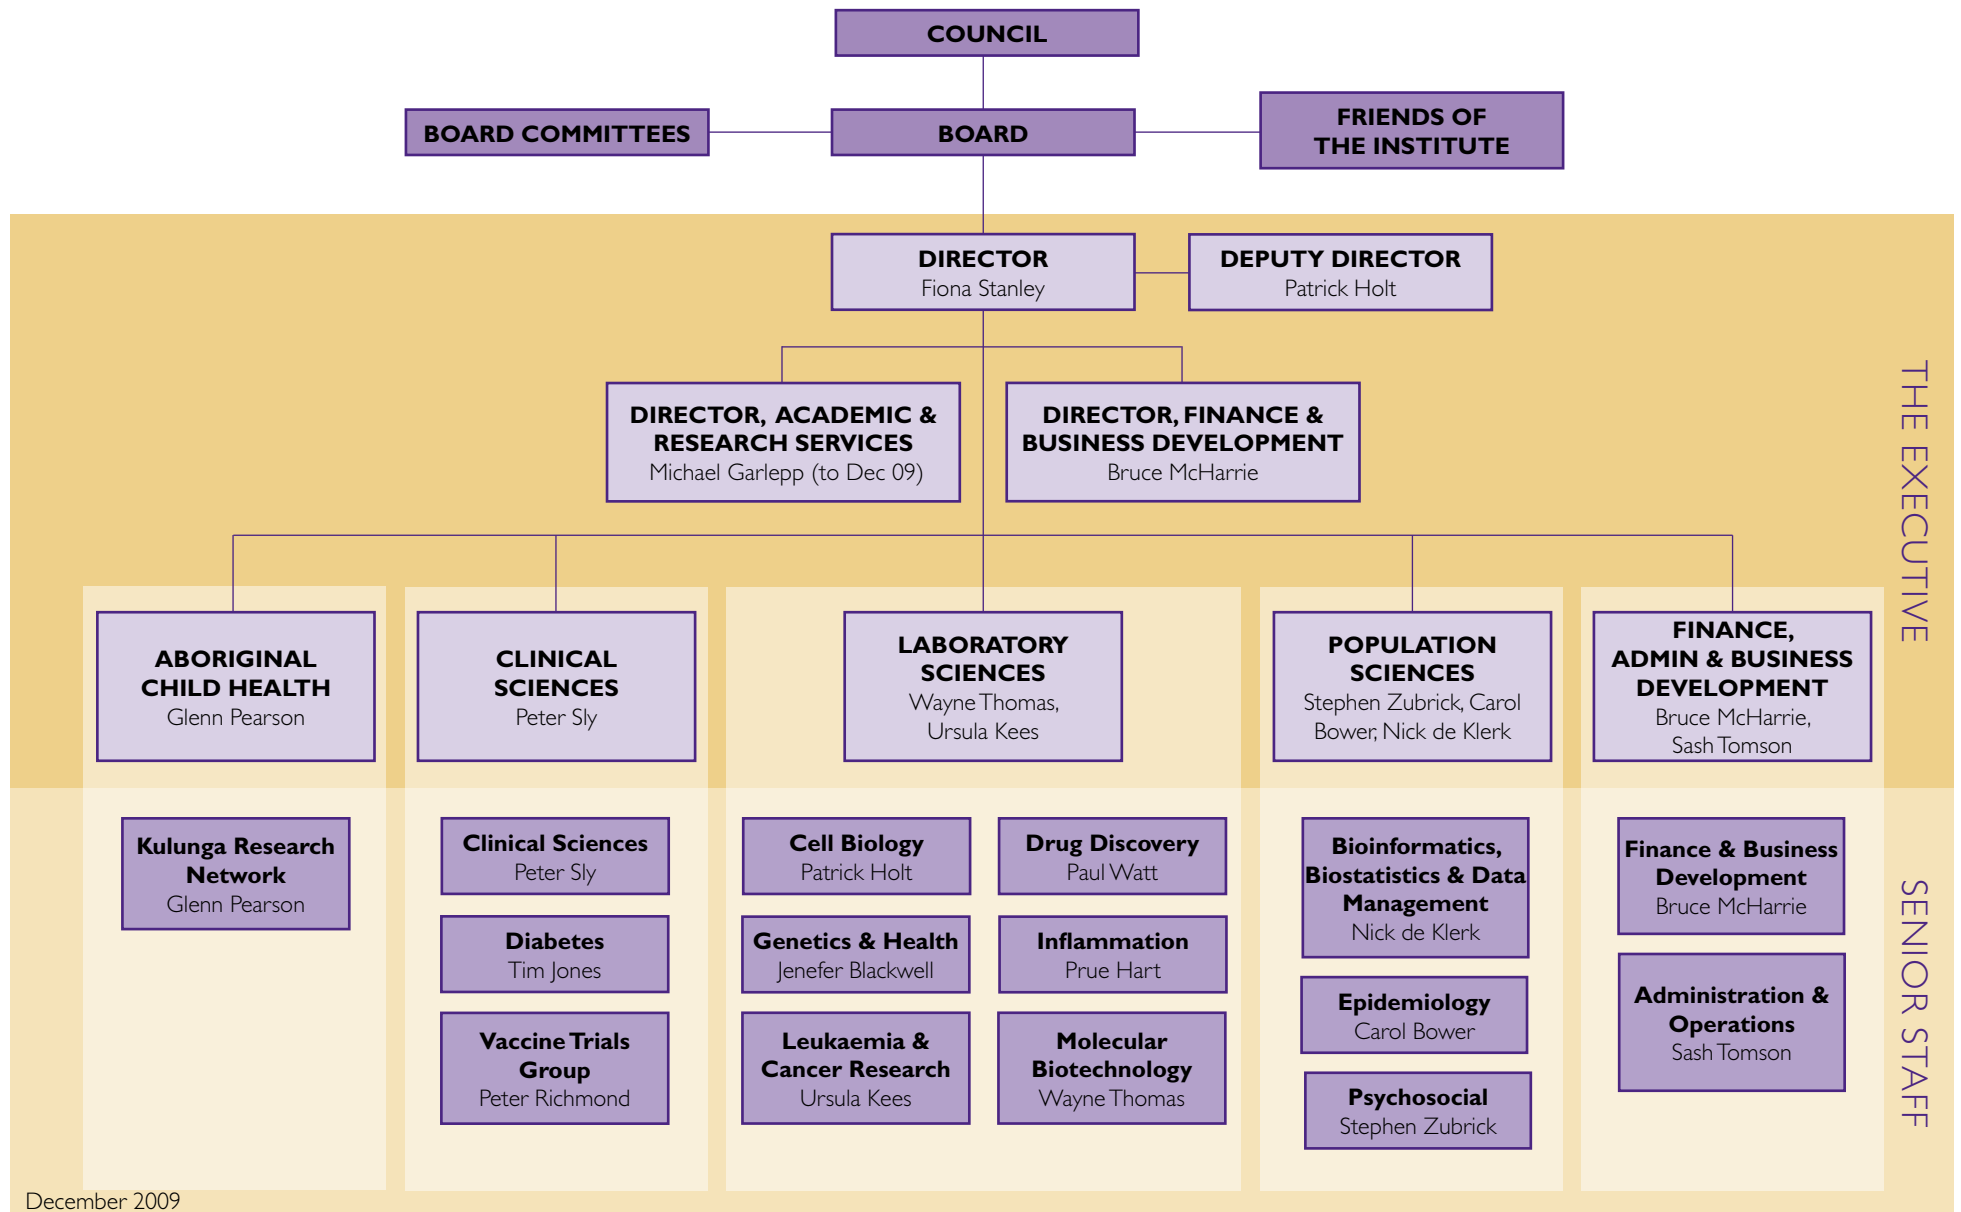 COUNCIL
BOARD COMMITTEES
BOARD
FRIENDS OF
THE INSTITUTE
DIRECTOR
Fiona Stanley
DEPUTY DIRECTOR
Patrick Holt
DIRECTOR, ACADEMIC &
RESEARCH SERVICES
Michael Garlepp (to Dec 09)
DIRECTOR, FINANCE &
BUSINESS DEVELOPMENT
Bruce McHarrie
THE EXECUTIVE
ABORIGINAL
CHILD HEALTH
Glenn Pearson
CLINICAL
SCIENCES
Peter Sly
LABORATORY
SCIENCES
Wayne Thomas,
Ursula Kees
POPULATION
SCIENCES
Stephen Zubrick, Carol
Bower, Nick de Klerk
FINANCE,
ADMIN & BUSINESS
DEVELOPMENT
Bruce McHarrie,
Sash Tomson
Kulunga Research
Network
Glenn Pearson
Clinical Sciences
Peter Sly
Diabetes
Tim Jones
Vaccine Trials
Group
Peter Richmond
Cell Biology
Patrick Holt
Genetics & Health
Jenefer Blackwell
Leukaemia &
Cancer Research
Ursula Kees
Drug Discovery
Paul Watt
Inflammation
Prue Hart
Molecular
Biotechnology
Wayne Thomas
Bioinformatics,
Biostatistics & Data
Management
Nick de Klerk
Epidemiology
Carol Bower
Psychosocial
Stephen Zubrick
Finance & Business
Development
Bruce McHarrie
Administration &
Operations
Sash Tomson
SENIOR STAFF
December 2009